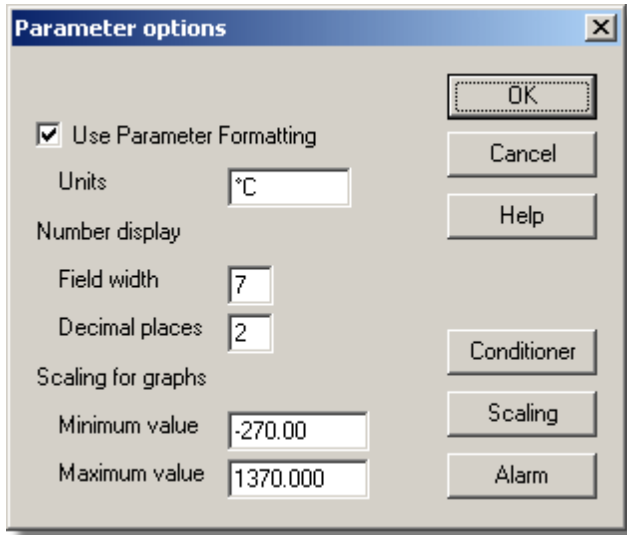 Parameter options
OK
Use Parameter Formatting
Cancel
Units
°C
Help
Number display
Field width
7
Decimal places
2
Conditioner
Scaling for graphs
Scaling
Minimum value
-270.00
Maximum value
1370.000
Alarm